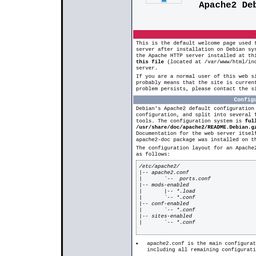 Apache2 Deb
This is the default welcome page used t
server after installation on Debian sys
the Apache HTTP server installed at th
this file (located at /var/www/html/ind
server.
If you are a normal user of this web si
probably means that the site is current
problem persists, please contact the si
Configu
Debian's Apache2 default configuration
configuration, and split into several f
tools. The configuration system is full
/usr/share/doc/apache2/README.Debian.gz
Documentation for the web server itself
apache2-doc package was installed on th
The configuration layout for an Apache2
as follows:
/etc/apache2/
|-- apache2.conf
|       `-- ports.conf
|-- mods-enabled
|       |-- *.load
|       `-- *.conf
|-- conf-enabled
|       `-- *.conf
|-- sites-enabled
|       `-- *.conf
• apache2.conf is the main configurat
including all remaining configurati